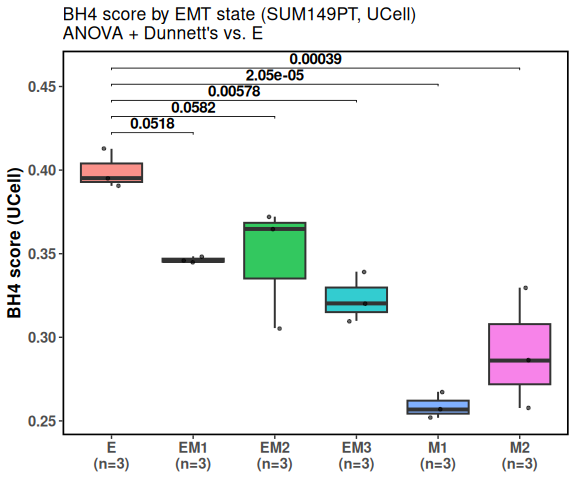 BH4 score by EMT state (SUM149PT, UCell)
ANOVA + Dunnett's vs. E
0.00039
2.05e-05
0.00578
0.0582
0.0518
BH4 score (UCell)
0.45
0.40
0.35
0.30
0.25
E EM1 EM2 EM3 M1 M2
(n=3) (n=3) (n=3) (n=3) (n=3) (n=3)